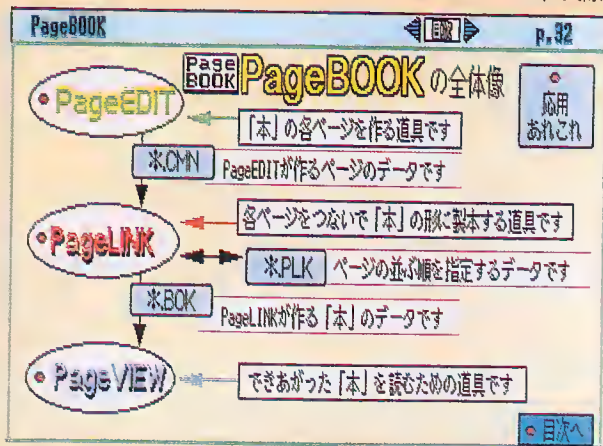 PageBOOK
目次
P.32
Page
BOOK
PageBOOKの全体像
応用
あれこれ
PageEDIT
「本」の各ページを作る道具です
*.CMN
PageEDITが作るページのデータです
PageLINK
各ページをつないで「本」の形に製本する道具です
*.PLK
ページの並ぶ順を指定するデータです
*.BOK
PageLINKが作る「本」のデータです
PageVIEW
できあがった「本」を読むための道具です
目次へ